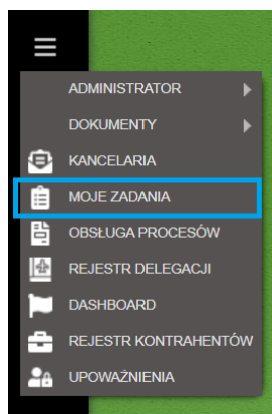 ADMINISTRATOR
DOKUMENTY
KANCELARIA
MOJE ZADANIA
OBSŁUGA PROCESÓW
REJESTR DELEGACJI
DASHBOARD
REJESTR KONTRAHENTÓW
UPOWAŻNIENIA